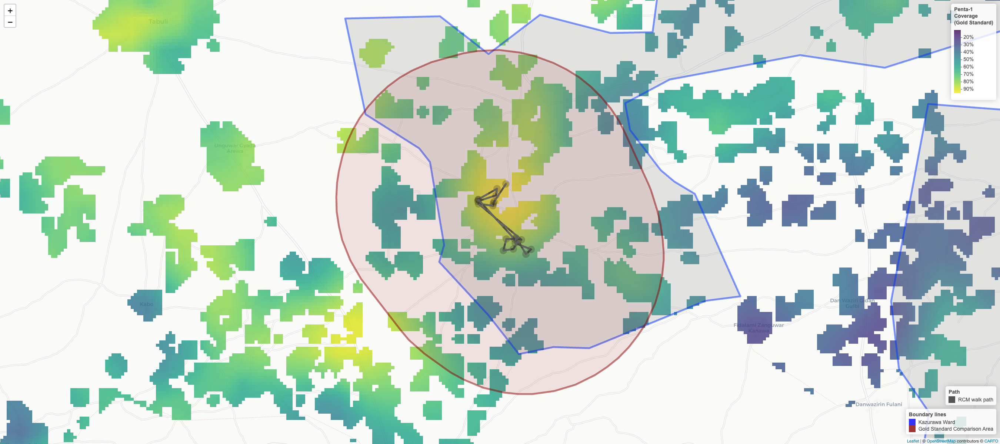 +
−
Tabuli
Penta-1
Coverage
(Gold Standard)
20%
30%
40%
50%
60%
70%
80%
90%
Unguwar Gyada
Arewa
Kabo
Dan Waziri Gidan
Gulbi
Fidalami Zanguwar
Kanawa
Danwazirin Fulani
Path
RCM walk path
Boundary lines
Kazurawa Ward
Gold Standard Comparison Area
Leaflet | © OpenStreetMap contributors © CARTO